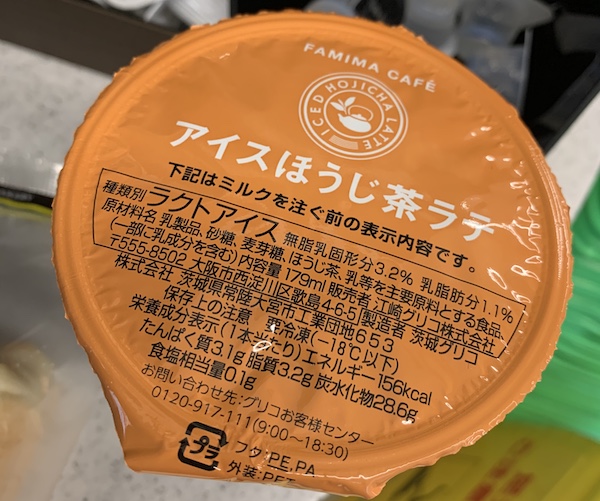 FAMIMA CAFÉ
ICED HOJICHA LATTE
アイスほうじ茶ラテ
下記はミルクを注ぐ前の表示内容です。
種類別 ラクトアイス 無脂乳固形分3.2% 乳脂肪分1.1%
原材料名 乳製品、砂糖、麦芽糖、ほうじ茶、乳等を主要原料とする食品、
(一部に乳成分を含む) 内容量 179ml 販売者 江崎グリコ株式会社
〒555-8502 大阪市西淀川区歌島4-6-5 製造者 茨城グリコ
株式会社 茨城県常陸大宮市工業団地653
保存上の注意 要冷凍(-18℃以下)
栄養成分表示(1本当たり) エネルギー156kcal
たんぱく質3.1g 脂質3.2g 炭水化物28.6g
食塩相当量0.1g
お問い合わせ先:グリコお客様センター
0120-917-111(9:00~18:30)
プラ
フタ:PE,PA
外装:PET